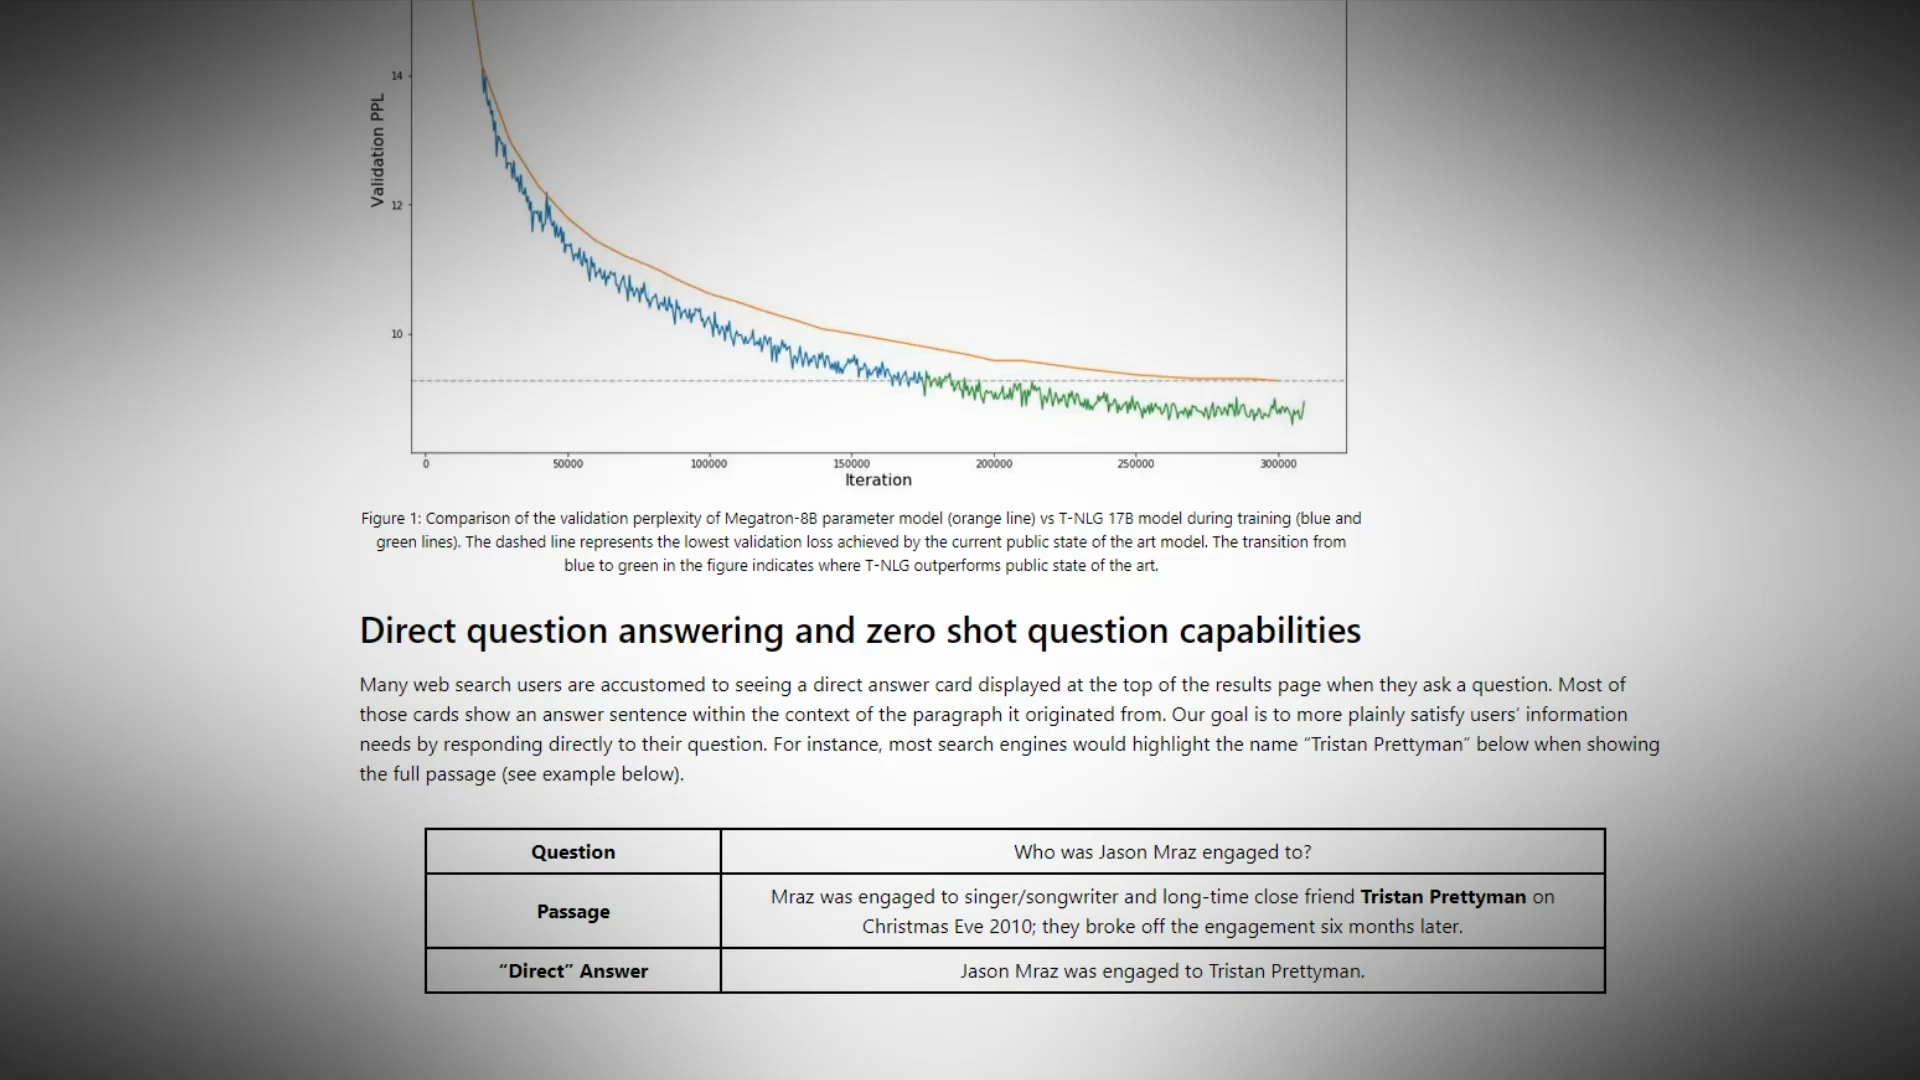 14
Validation PPL
12
10
0 50000 100000 150000 200000 250000 300000
Iteration
Figure 1: Comparison of the validation perplexity of Megatron-8B parameter model (orange line) vs T-NLG 17B model during training (blue and
green lines). The dashed line represents the lowest validation loss achieved by the current public state of the art model. The transition from
blue to green in the figure indicates where T-NLG outperforms public state of the art.
Direct question answering and zero shot question capabilities
Many web search users are accustomed to seeing a direct answer card displayed at the top of the results page when they ask a question. Most of
those cards show an answer sentence within the context of the paragraph it originated from. Our goal is to more plainly satisfy users’ information
needs by responding directly to their question. For instance, most search engines would highlight the name “Tristan Prettyman” below when showing
the full passage (see example below).
Question Who was Jason Mraz engaged to?
Passage Mraz was engaged to singer/songwriter and long-time close friend Tristan Prettyman on
Christmas Eve 2010; they broke off the engagement six months later.
“Direct” Answer Jason Mraz was engaged to Tristan Prettyman.